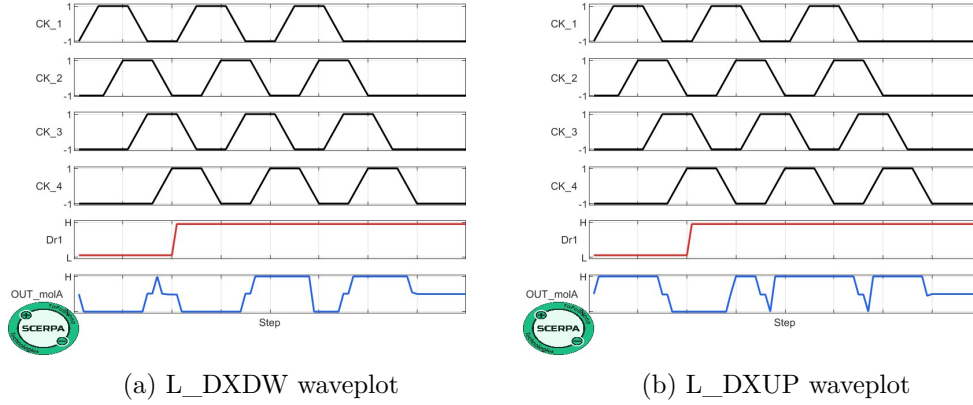 CK_1
1
-1
CK_2
1
-1
CK_3
1
-1
CK_4
1
-1
Dr1
H
L
OUT_molA
H
L
Step
SCERPA
(a) L_DXDW waveplot
CK_1
1
-1
CK_2
1
-1
CK_3
1
-1
CK_4
1
-1
Dr1
H
L
OUT_molA
H
Step
SCERPA
(b) L_DXUP waveplot